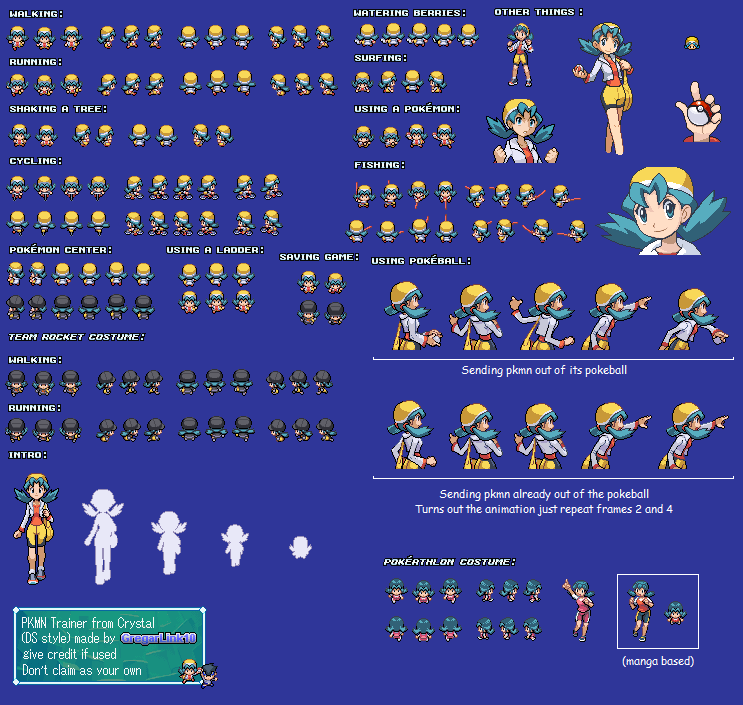 WALKING:
RUNNING:
SHAKING A TREE:
CYCLING:
POKÉMON CENTER:
USING A LADDER:
SAVING GAME:
TEAM ROCKET COSTUME:
WALKING:
RUNNING:
INTRO:
PKMN Trainer from Crystal
(DS style) made by GregarLink10
give credit if used
Don't claim as your own
WATERING BERRIES:
OTHER THINGS:
SURFING:
USING A POKÉMON:
FISHING:
USING POKÉBALL:
Sending pkmn out of its pokeball
Sending pkmn already out of the pokeball
Turns out the animation just repeat frames 2 and 4
POKÉATHLON COSTUME:
(manga based)